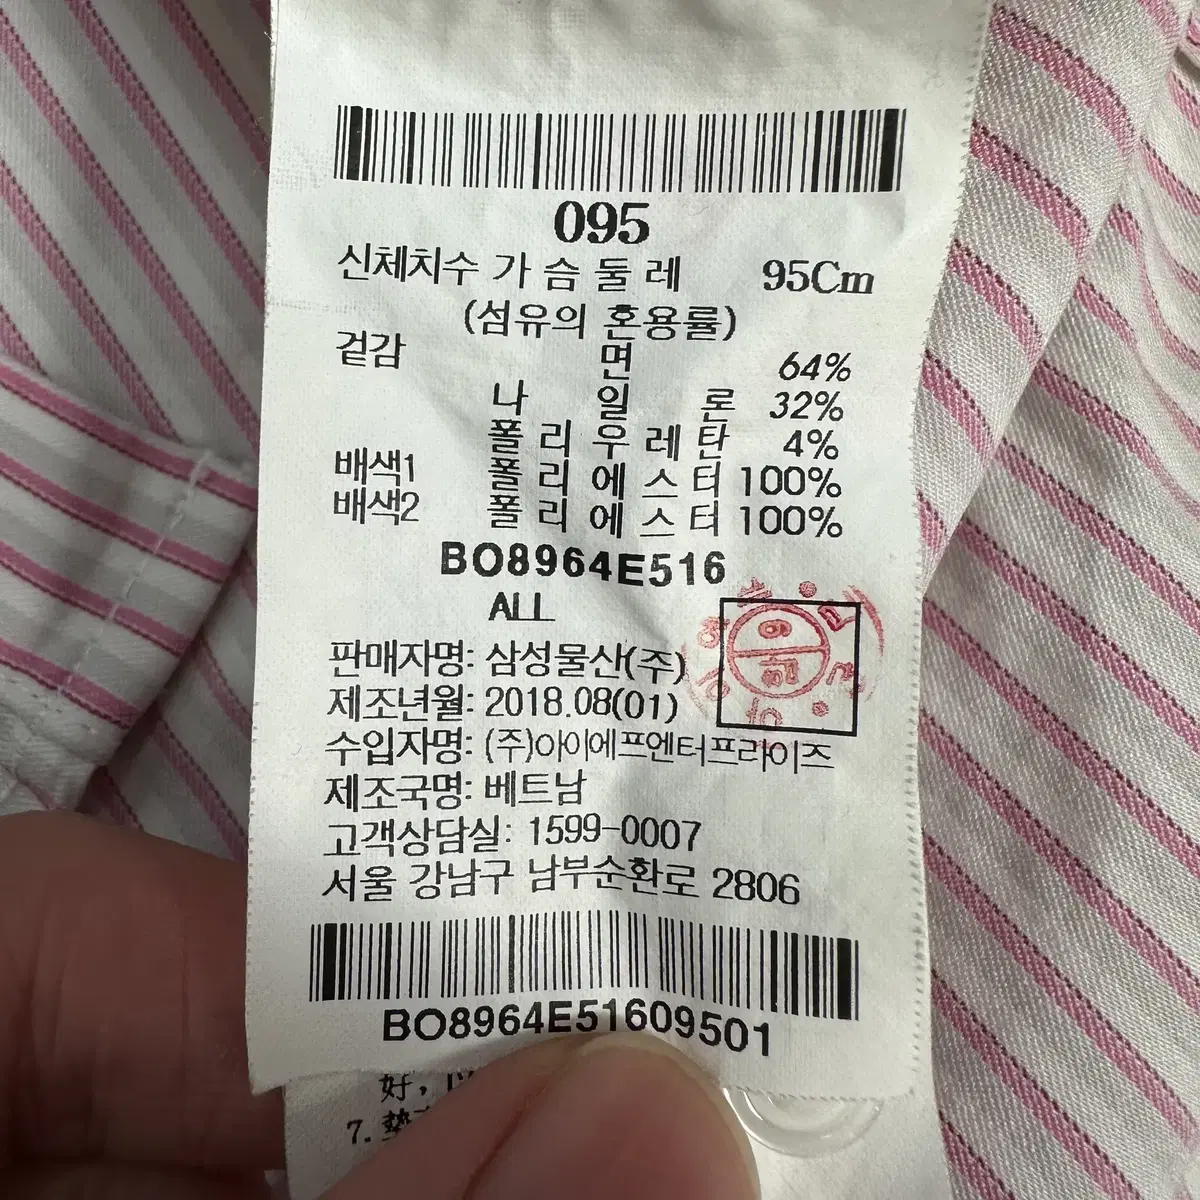 095
신체치수 가 슴 둘 레 95Cm
(섬유의 혼용률)
겉감 면 64%
나 일 론 32%
폴 리 우 레 탄 4%
배색1 폴 리 에 스 터 100%
배색2 폴 리 에 스 터 100%
BO8964E516
ALL
판매자명: 삼성물산(주)
제조년월: 2018.08(01)
수입자명: (주)아이에프엔터프라이즈
제조국명: 베트남
고객상담실: 1599-0007
서울 강남구 남부순환로 2806
BO8964E51609501
好，以
7. 墊